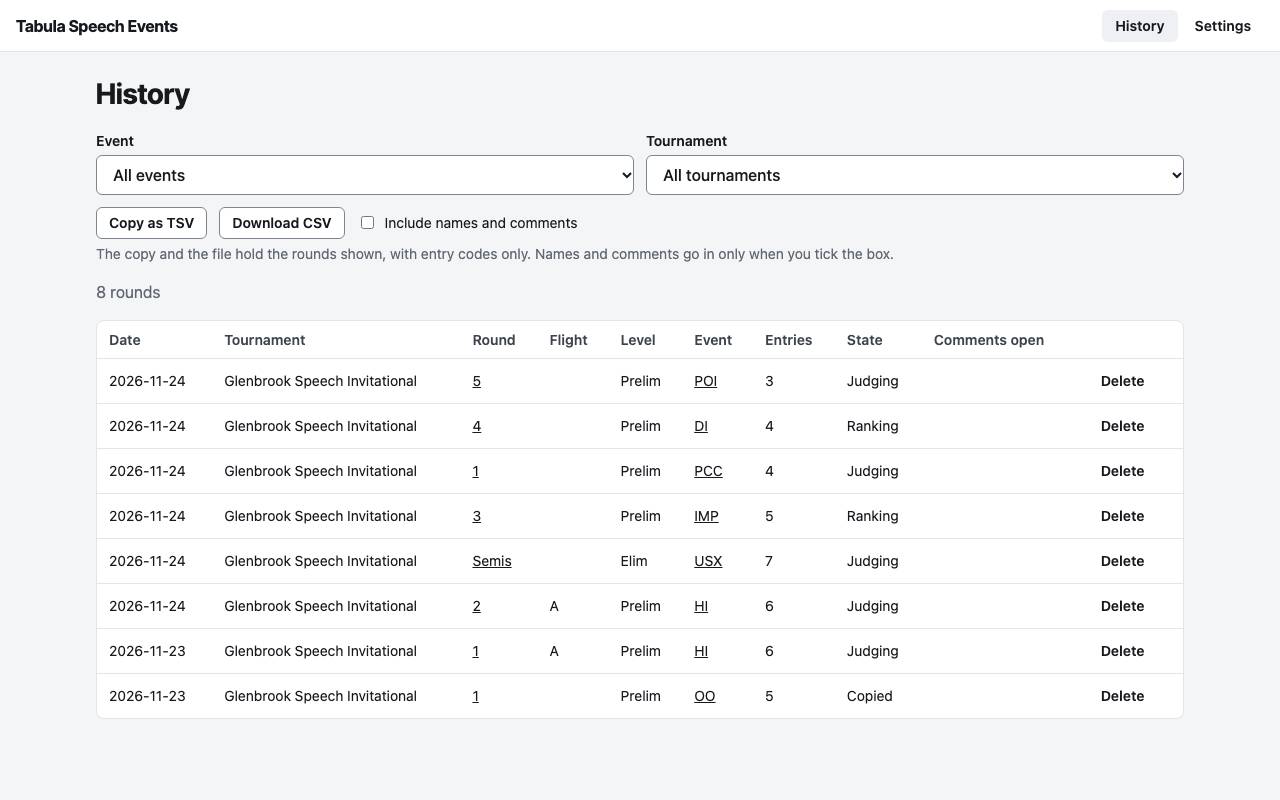 Tabula Speech Events
History Settings
History
Event Tournament
All events All tournaments
Copy as TSV Download CSV Include names and comments
The copy and the file hold the rounds shown, with entry codes only. Names and comments go in only when you tick the box.
8 rounds
Date Tournament Round Flight Level Event Entries State Comments open
2026-11-24 Glenbrook Speech Invitational 5 Prelim POI 3 Judging Delete
2026-11-24 Glenbrook Speech Invitational 4 Prelim DI 4 Ranking Delete
2026-11-24 Glenbrook Speech Invitational 1 Prelim PCC 4 Judging Delete
2026-11-24 Glenbrook Speech Invitational 3 Prelim IMP 5 Ranking Delete
2026-11-24 Glenbrook Speech Invitational Semis Elim USX 7 Judging Delete
2026-11-24 Glenbrook Speech Invitational 2 A Prelim HI 6 Judging Delete
2026-11-23 Glenbrook Speech Invitational 1 A Prelim HI 6 Judging Delete
2026-11-23 Glenbrook Speech Invitational 1 Prelim OO 5 Copied Delete